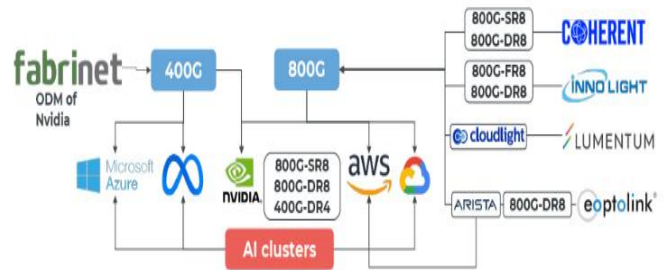 fabrinet
ODM of
Nvidia
400G
800G
800G-SR8
800G-DR8
COHERENT
800G-FR8
800G-DR8
INNOLIGHT
cloudlight
LUMENTUM
Microsoft
Azure
NVIDIA.
800G-SR8
800G-DR8
400G-DR4
aws
ARISTA
800G-DR8
eoptolink
AI clusters